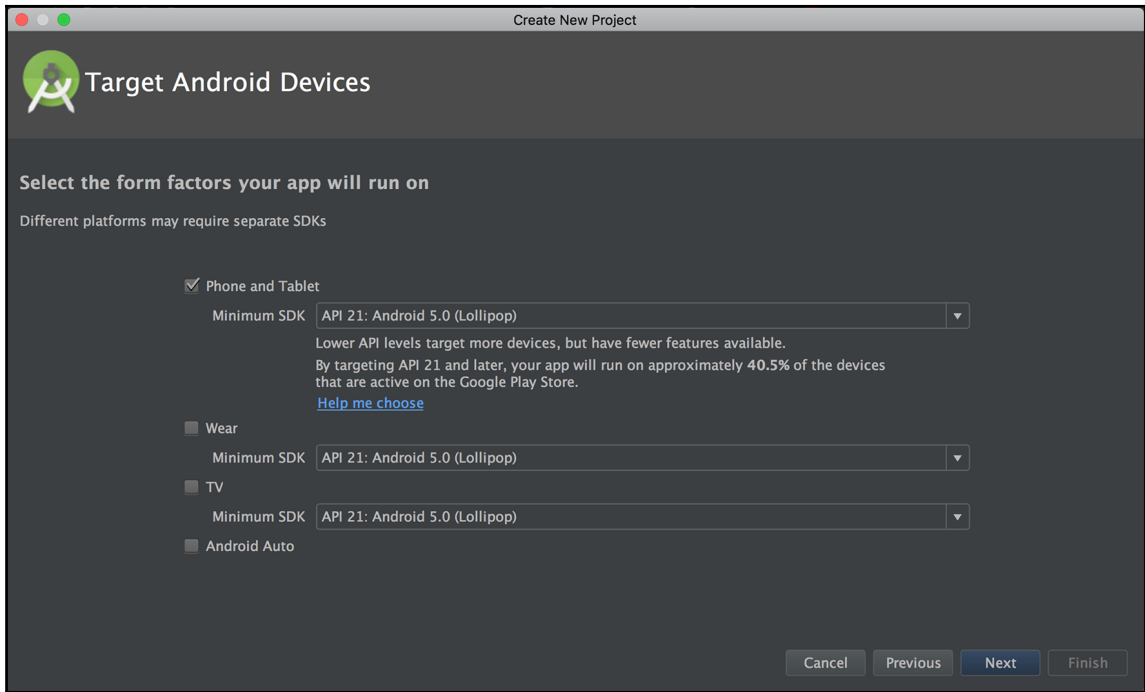 Create New Project
Target Android Devices
Select the form factors your app will run on
Different platforms may require separate SDKs
Phone and Tablet
Minimum SDK API 21: Android 5.0 (Lollipop)
Lower API levels target more devices, but have fewer features available.
By targeting API 21 and later, your app will run on approximately 40.5% of the devices
that are active on the Google Play Store.
Help me choose
Wear
Minimum SDK API 21: Android 5.0 (Lollipop)
TV
Minimum SDK API 21: Android 5.0 (Lollipop)
Android Auto
Cancel Previous Next Finish